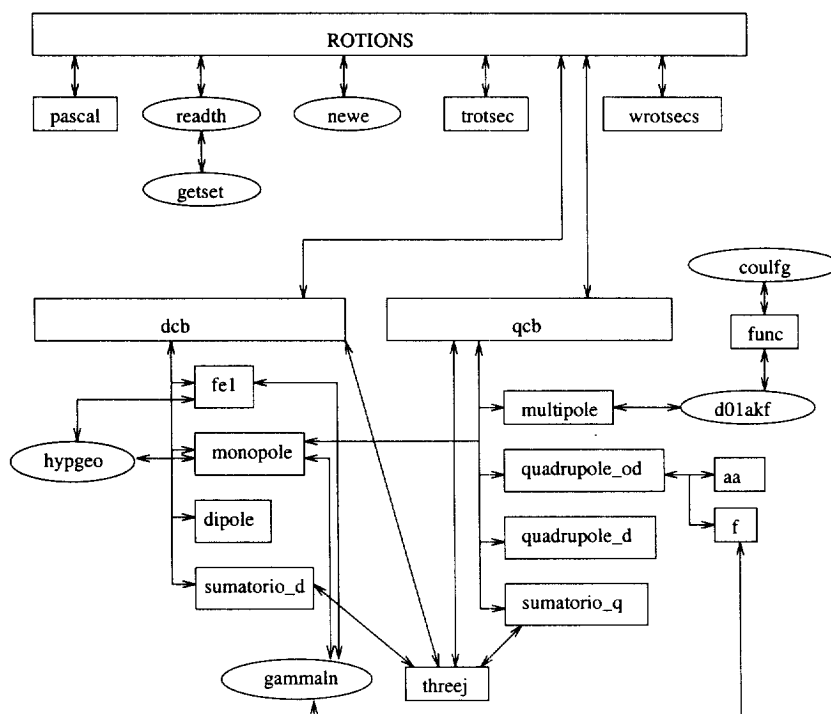 ROTIONS
pascal
readth
newe
trotsec
wrotsecs
getset
coulfg
dcb
qcb
func
fe1
multipole
d01akf
hypgeo
monopole
quadrupole_od
aa
dipole
quadrupole_d
f
sumatorio_d
sumatorio_q
gammaln
threej